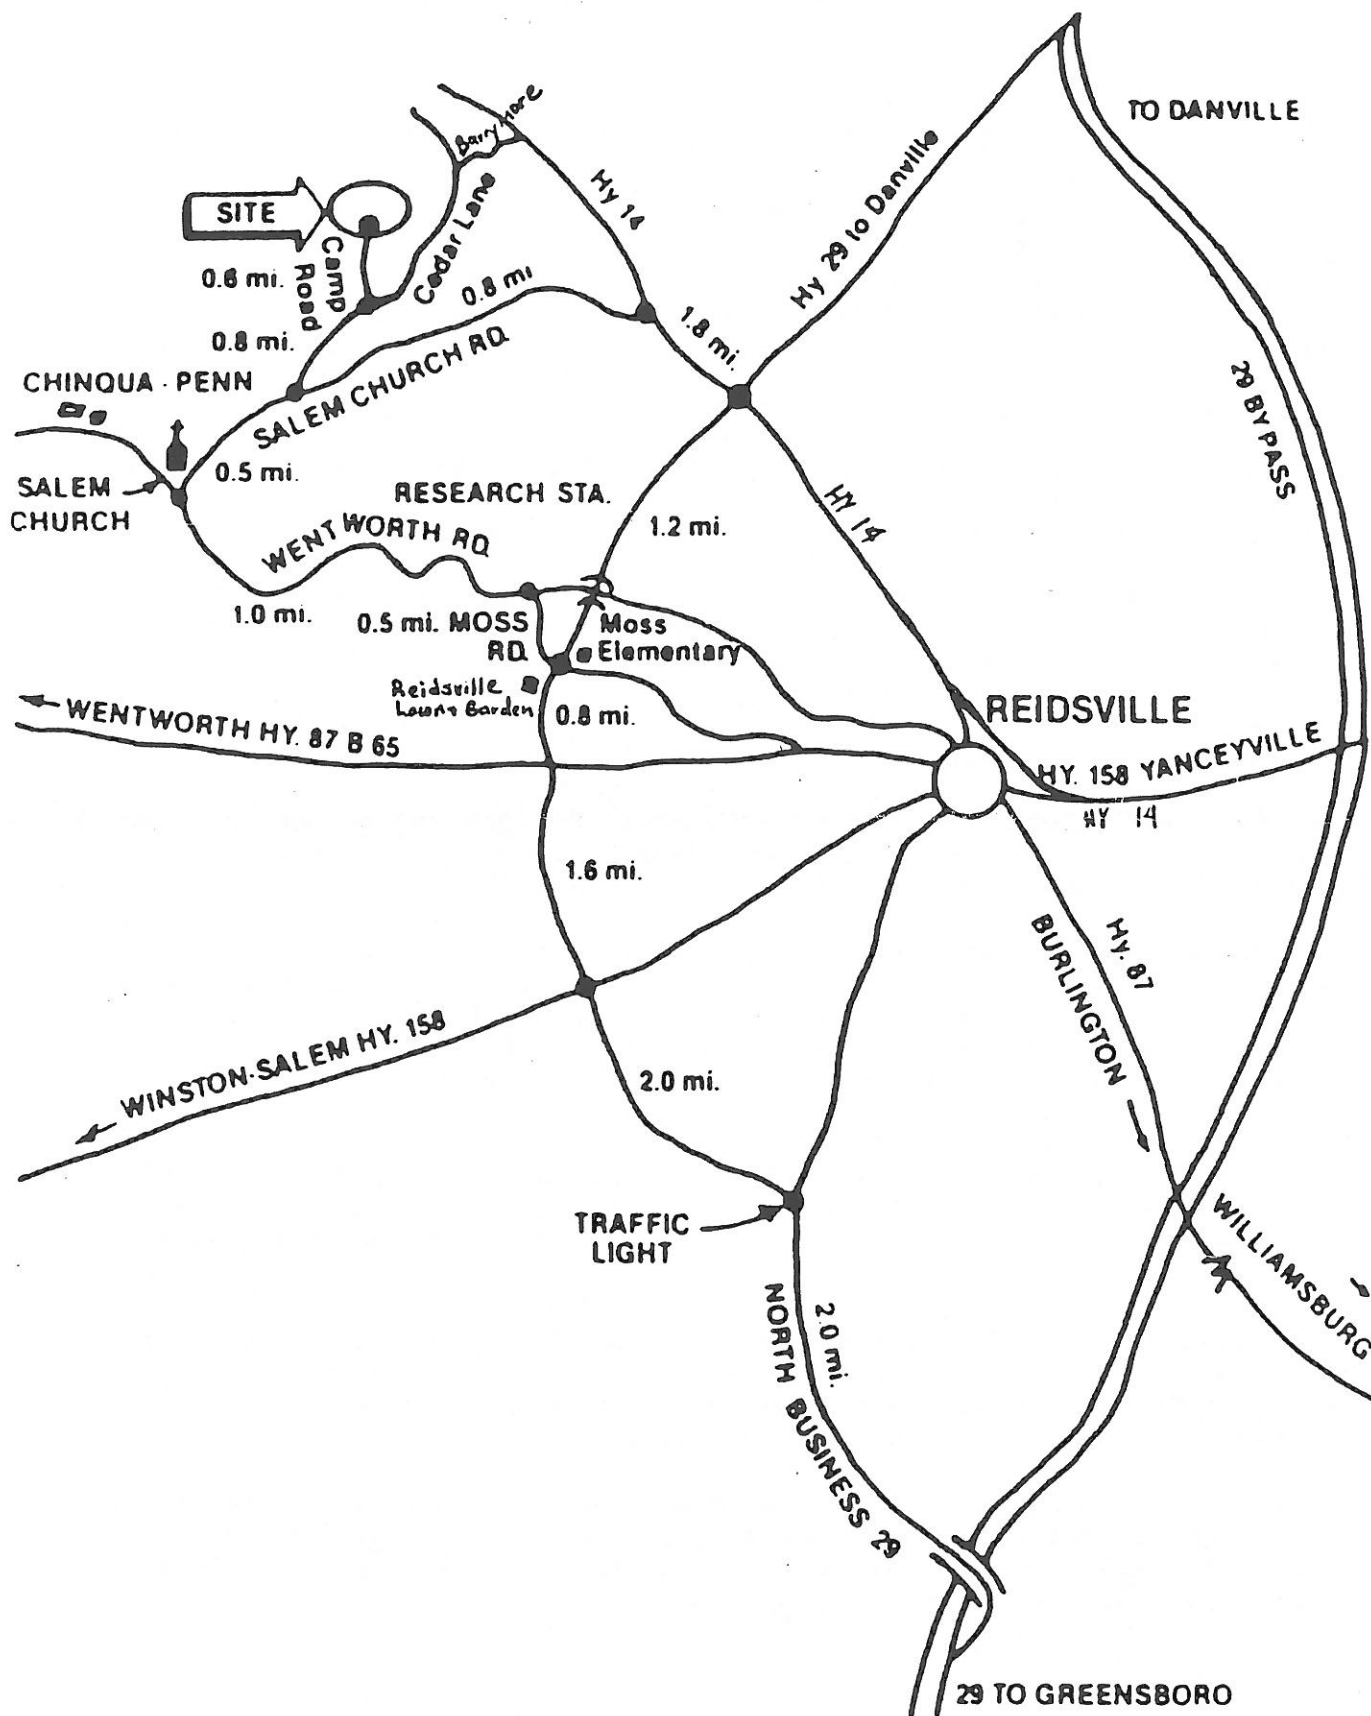 TO DANVILLE
Barrymore
Hy 14
Hy 29 to Danville
SITE
Camp
Road
Cedar Lane
0.6 mi.
0.8 mi
1.8 mi.
0.8 mi.
SALEM CHURCH RD.
CHINQUA - PENN
29 BYPASS
0.5 mi.
SALEM
CHURCH
RESEARCH STA.
WENTWORTH RD.
1.2 mi.
HY 14
1.0 mi.
0.5 mi. MOSS
RD.
Moss
Elementary
Reidsville
Lawn & Garden
0.8 mi.
REIDSVILLE
WENTWORTH HY. 87 B 65
HY. 158 YANCEYVILLE
HY 14
1.6 mi.
Hy. 87
BURLINGTON
WINSTON-SALEM HY. 158
2.0 mi.
TRAFFIC
LIGHT
WILLIAMSBURG
2.0 mi.
NORTH BUSINESS 29
29 TO GREENSBORO